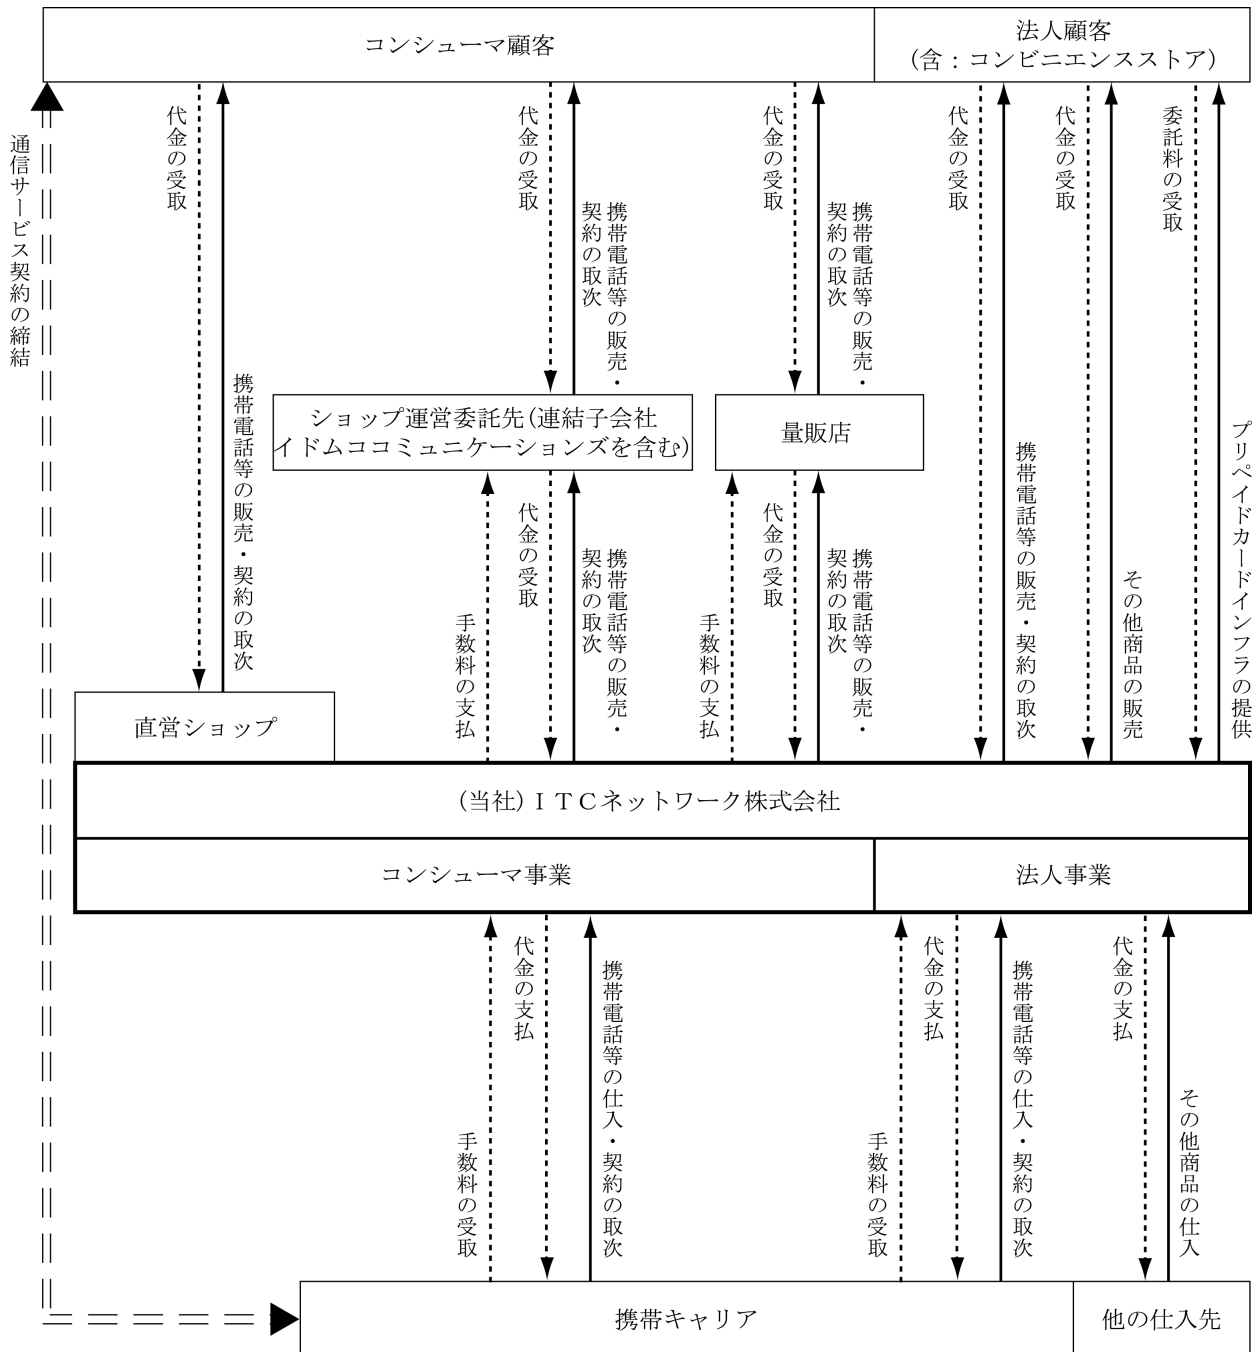 コンシューマ顧客
法人顧客
(含：コンビニエンスストア)
通信サービス契約の締結
代金の受取
携帯電話等の販売・契約の取次
代金の受取
携帯電話等の販売・
契約の取次
代金の受取
携帯電話等の販売・
契約の取次
代金の受取
携帯電話等の販売・契約の取次
代金の受取
その他商品の販売
委託料の受取
プリペイドカードインフラの提供
ショップ運営委託先(連結子会社
イドムココミュニケーションズを含む)
量販店
手数料の支払
代金の受取
携帯電話等の販売・
契約の取次
手数料の支払
代金の受取
携帯電話等の販売・
契約の取次
直営ショップ
(当社)ＩＴＣネットワーク株式会社
コンシューマ事業
法人事業
手数料の受取
代金の支払
携帯電話等の仕入・契約の取次
手数料の受取
代金の支払
携帯電話等の仕入・契約の取次
代金の支払
その他商品の仕入
携帯キャリア
他の仕入先